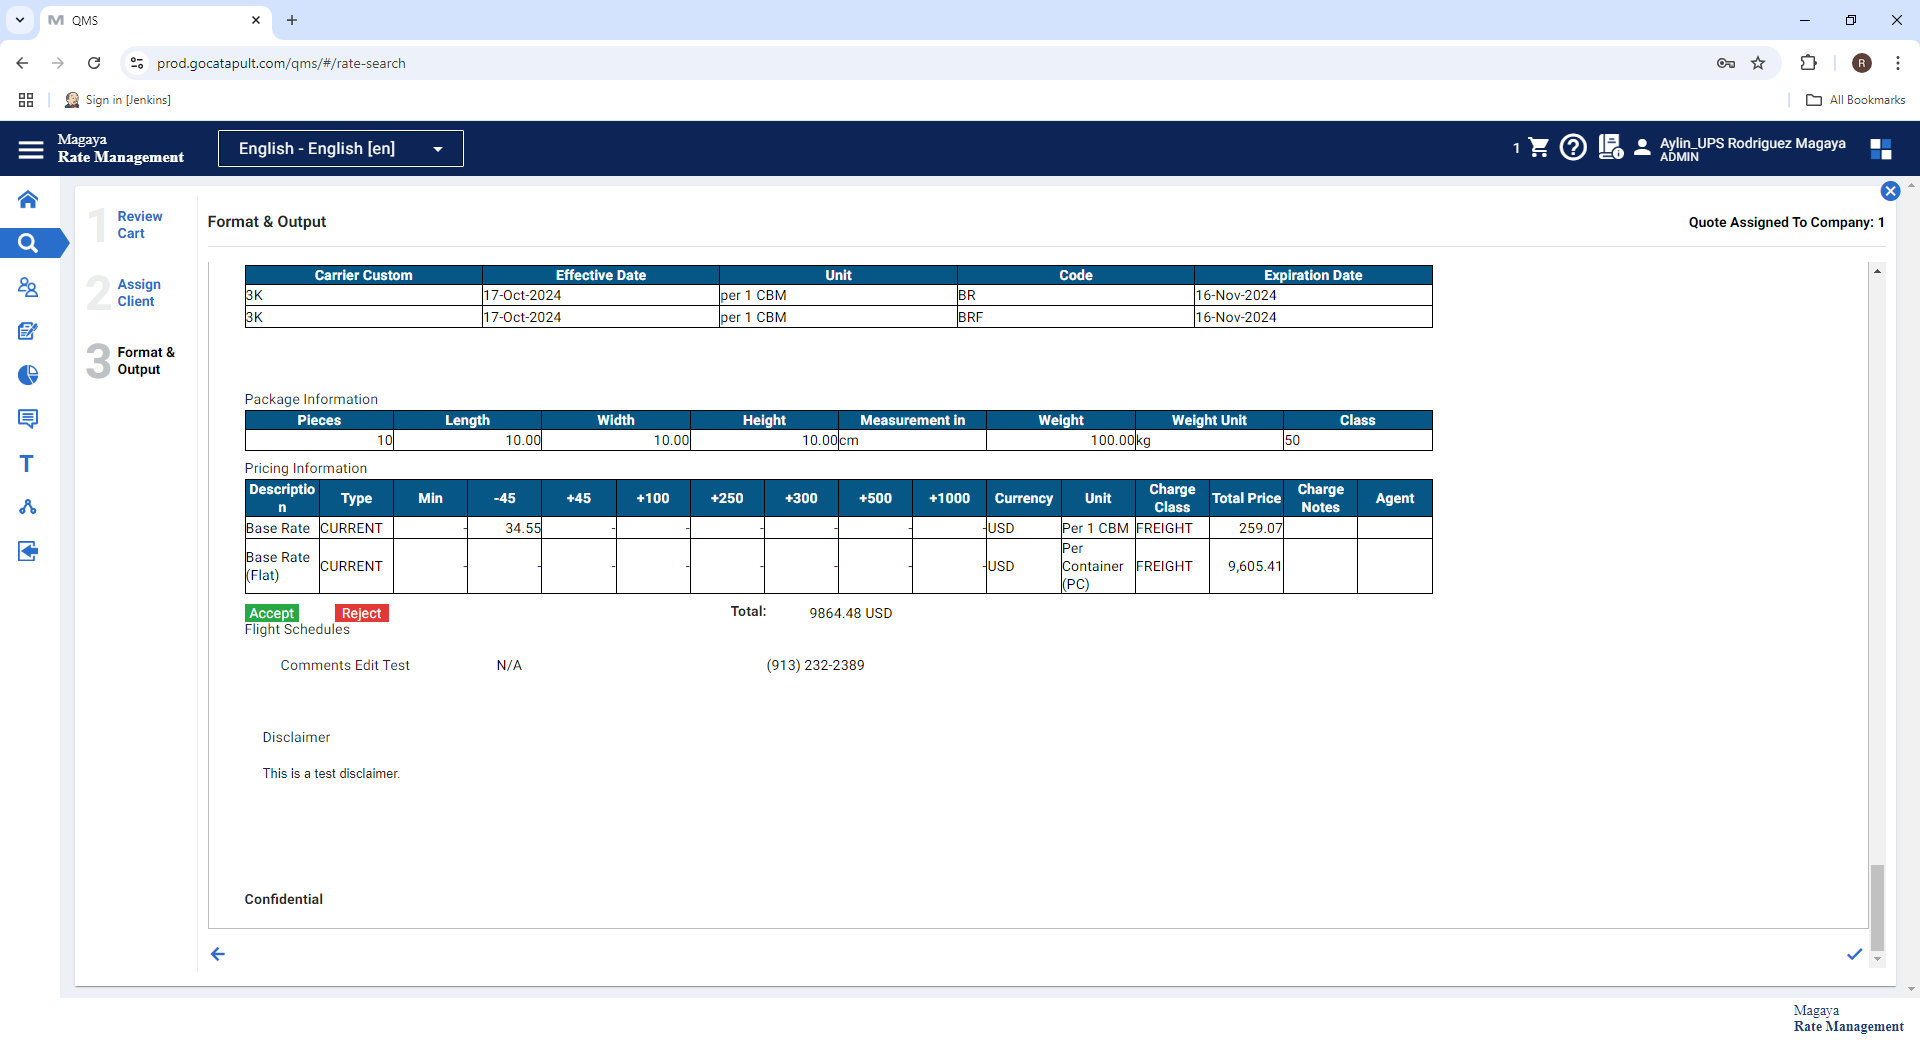 QMS
prod.gocatapult.com/qms/#/rate-search
R
Sign in [Jenkins]
All Bookmarks
Magaya
Rate Management
English - English [en]
1
Aylin_UPS Rodriguez Magaya
ADMIN
1 Review
Cart
2 Assign
Client
3 Format &
Output
Format & Output
Quote Assigned To Company: 1
Carrier Custom Effective Date Unit Code Expiration Date
3K 17-Oct-2024 per 1 CBM BR 16-Nov-2024
3K 17-Oct-2024 per 1 CBM BRF 16-Nov-2024
Package Information
Pieces Length Width Height Measurement in Weight Weight Unit Class
10 10.00 10.00 10.00 cm 100.00 kg 50
Pricing Information
Descriptio
n Type Min -45 +45 +100 +250 +300 +500 +1000 Currency Unit Charge
Class Total Price Charge
Notes Agent
Base Rate CURRENT - 34.55 - - - - - - USD Per 1 CBM FREIGHT 259.07
Base Rate
(Flat) CURRENT - - - - - - - - USD Per
Container
(PC) FREIGHT 9,605.41
Accept Reject Total: 9864.48 USD
Flight Schedules
Comments Edit Test N/A (913) 232-2389
Disclaimer
This is a test disclaimer.
Confidential
Magaya
Rate Management